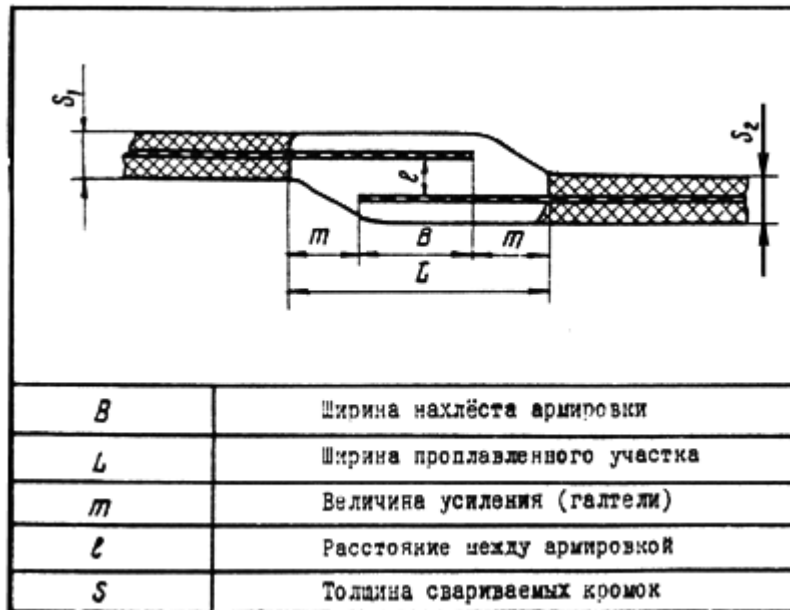 S₁
S₂
ℓ
m B m
L
B Ширина нахлёста армировки
L Ширина проплавленного участка
m Величина усиления (галтели)
ℓ Расстояние между армировкой
S Толщина свариваемых кромок